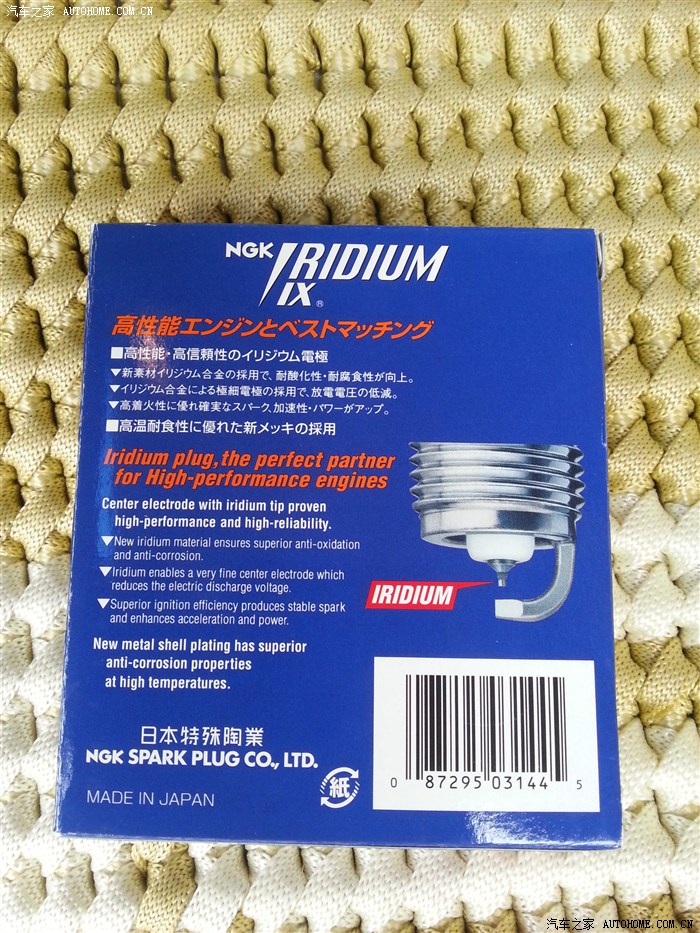 汽车之家 AUTOHOME.COM.CN
NGK IRIDIUM
IX®
高性能エンジンとベストマッチング
■高性能・高信頼性のイリジウム電極
▼新素材イリジウム合金の採用で、耐酸化性・耐腐食性が向上。
▼イリジウム合金による極細電極の採用で、放電電圧の低減。
▼高着火性に優れ確実なスパーク、加速性・パワーがアップ。
■高温耐食性に優れた新メッキの採用
Iridium plug, the perfect partner
for High-performance engines
Center electrode with iridium tip proven
high-performance and high-reliability.
▼New iridium material ensures superior anti-oxidation
and anti-corrosion.
▼Iridium enables a very fine center electrode which
reduces the electric discharge voltage.
▼Superior ignition efficiency produces stable spark
and enhances acceleration and power.
IRIDIUM
New metal shell plating has superior
anti-corrosion properties
at high temperatures.
日本特殊陶業
NGK SPARK PLUG CO., LTD.
MADE IN JAPAN
紙
0 87295 03144 5
汽车之家 AUTOHOME.COM.CN